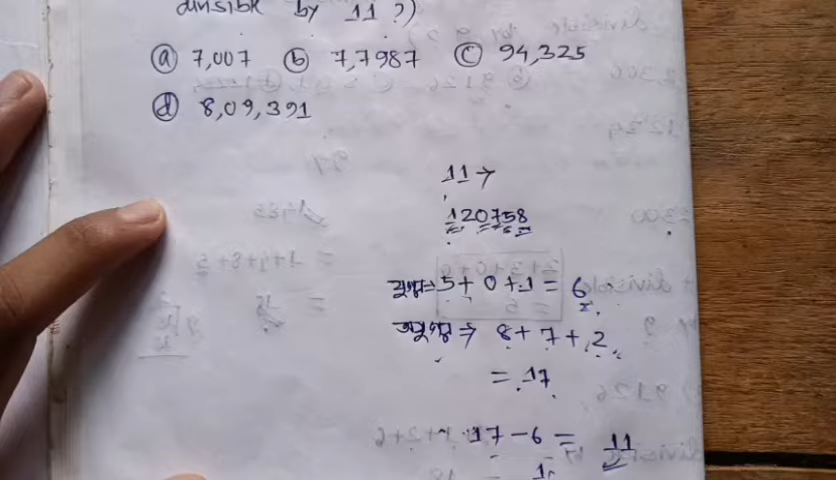 divisible by 11 ?)
ⓐ 7,007 ⓑ 7,7987 ⓒ 94,325
ⓓ 8,09,391
11 →
120758
যুগ্ম⇒ 5 + 0 + 1 = 6
অযুগ্ম ⇒ 8 + 7 + 2
= 17
17 - 6 = 11